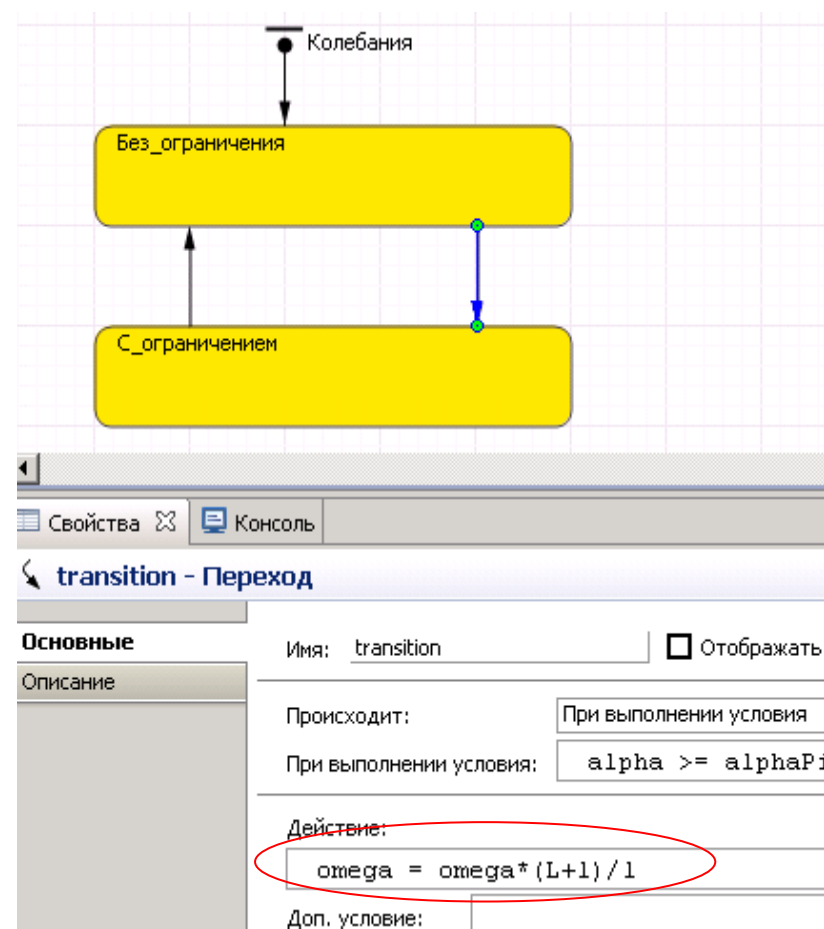 Колебания
Без_ограничения
С_ограничением
Свойства Консоль
transition - Переход
Основные
Описание
Имя: transition Отображать
Происходит: При выполнении условия
При выполнении условия: alpha >= alphaPi
Действие:
omega = omega*(L+l)/l
Доп. условие: